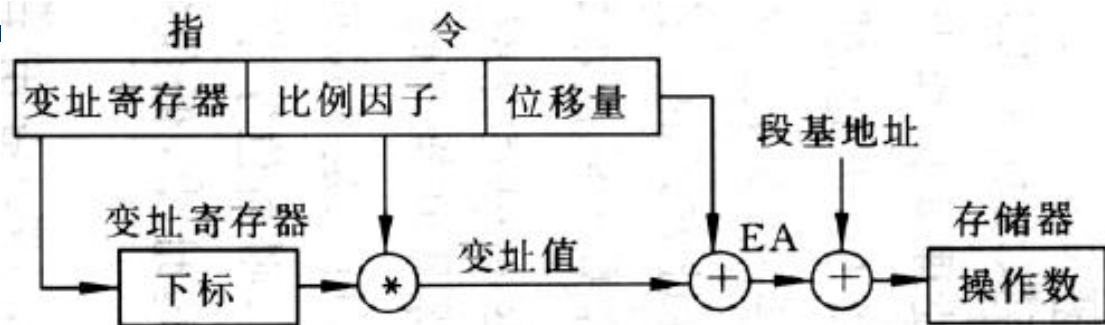 指 令
变址寄存器 比例因子 位移量
段基地址
变址寄存器 存储器
变址值 EA
下标 * + + 操作数